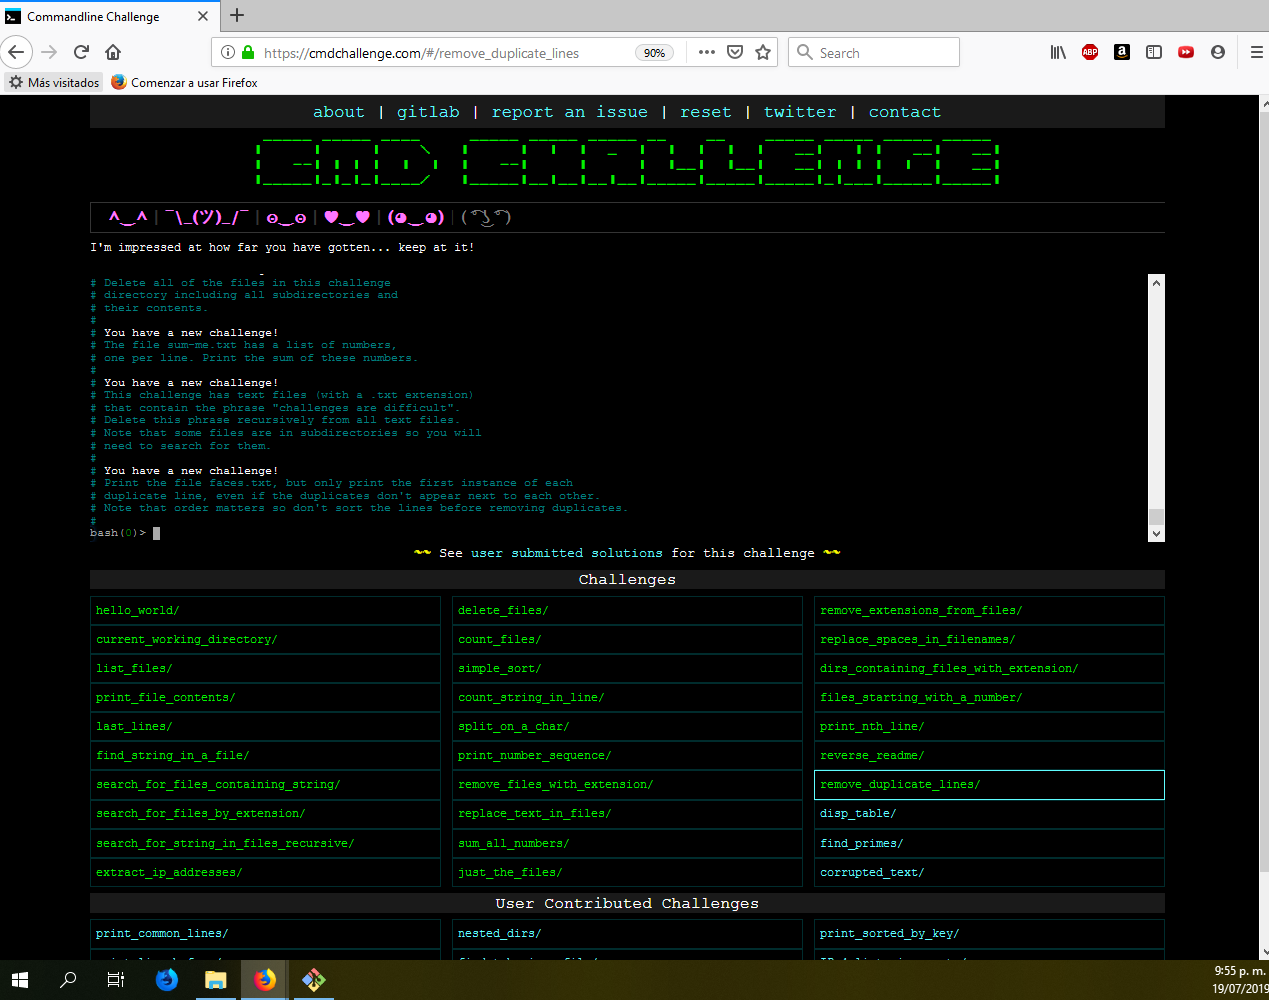 Commandline Challenge
https://cmdchallenge.com/#/remove_duplicate_lines
90%
Search
ABP
Más visitados
Comenzar a usar Firefox
about | gitlab | report an issue | reset | twitter | contact
CMD CHALLENGE
^‿^ | ¯\_(ツ)_/¯ | ʘ‿ʘ | ♥‿♥ | (◕‿◕) | ( ͡° ͜ʖ ͡°)
I'm impressed at how far you have gotten... keep at it!
# Delete all of the files in this challenge
# directory including all subdirectories and
# their contents.
#
# You have a new challenge!
# The file sum-me.txt has a list of numbers,
# one per line. Print the sum of these numbers.
#
# You have a new challenge!
# This challenge has text files (with a .txt extension)
# that contain the phrase "challenges are difficult".
# Delete this phrase recursively from all text files.
# Note that some files are in subdirectories so you will
# need to search for them.
#
# You have a new challenge!
# Print the file faces.txt, but only print the first instance of each
# duplicate line, even if the duplicates don't appear next to each other.
# Note that order matters so don't sort the lines before removing duplicates.
#
bash(0)>
~~ See user submitted solutions for this challenge ~~
Challenges
hello_world/
current_working_directory/
list_files/
print_file_contents/
last_lines/
find_string_in_a_file/
search_for_files_containing_string/
search_for_files_by_extension/
search_for_string_in_files_recursive/
extract_ip_addresses/
delete_files/
count_files/
simple_sort/
count_string_in_line/
split_on_a_char/
print_number_sequence/
remove_files_with_extension/
replace_text_in_files/
sum_all_numbers/
just_the_files/
remove_extensions_from_files/
replace_spaces_in_filenames/
dirs_containing_files_with_extension/
files_starting_with_a_number/
print_nth_line/
reverse_readme/
remove_duplicate_lines/
disp_table/
find_primes/
corrupted_text/
User Contributed Challenges
print_common_lines/
nested_dirs/
print_sorted_by_key/
9:55 p. m.
19/07/2019